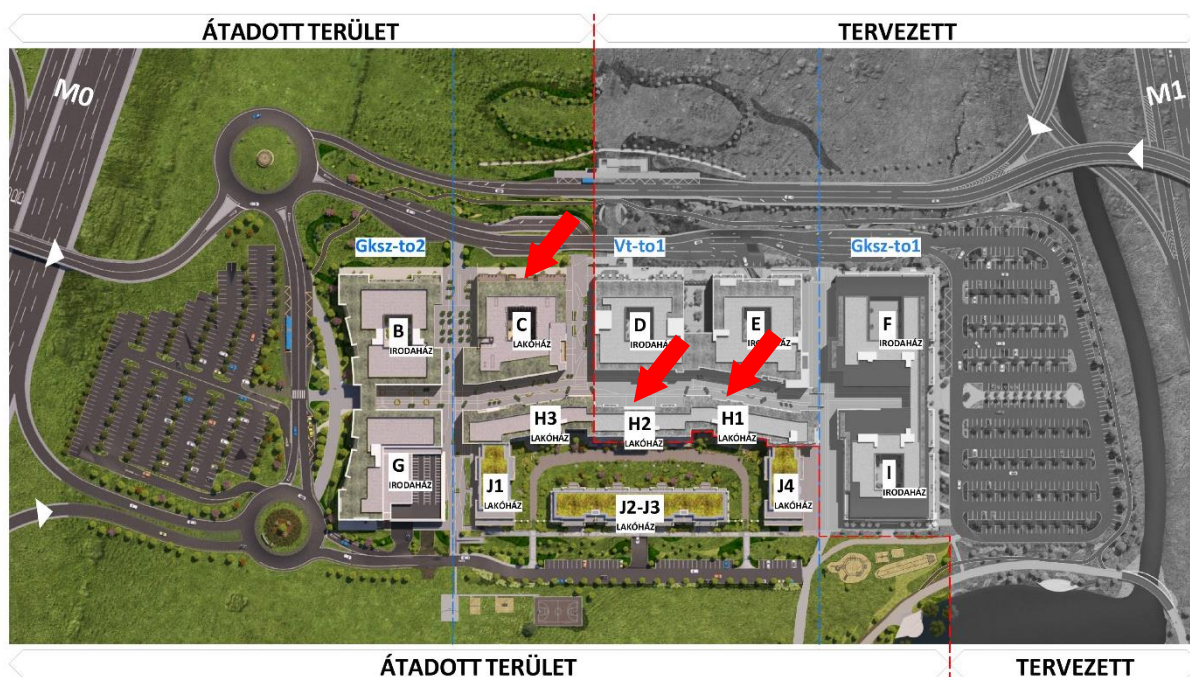 ÁTADOTT TERÜLET
TERVEZETT
M0
M1
Gksz-to2
Vt-to1
Gksz-to1
B
IRODAHÁZ
C
LAKÓHÁZ
D
IRODAHÁZ
E
IRODAHÁZ
F
IRODAHÁZ
H3
LAKÓHÁZ
H2
LAKÓHÁZ
H1
LAKÓHÁZ
G
IRODAHÁZ
J1
LAKÓHÁZ
J2-J3
LAKÓHÁZ
J4
LAKÓHÁZ
I
IRODAHÁZ
ÁTADOTT TERÜLET
TERVEZETT